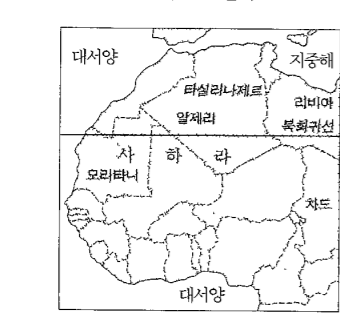 대서양
지중해
타실리나제르
리비아
알제리
북회귀선
사 하 라
모리타니
차드
대서양